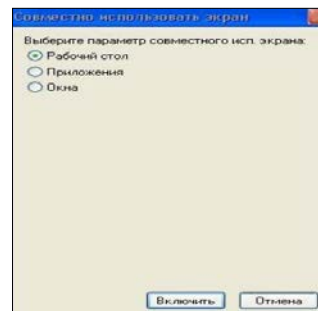 Совместно использовать экран
Выберите параметр совместного исп. экрана:
Рабочий стол
Приложения
Окна
Включить Отмена